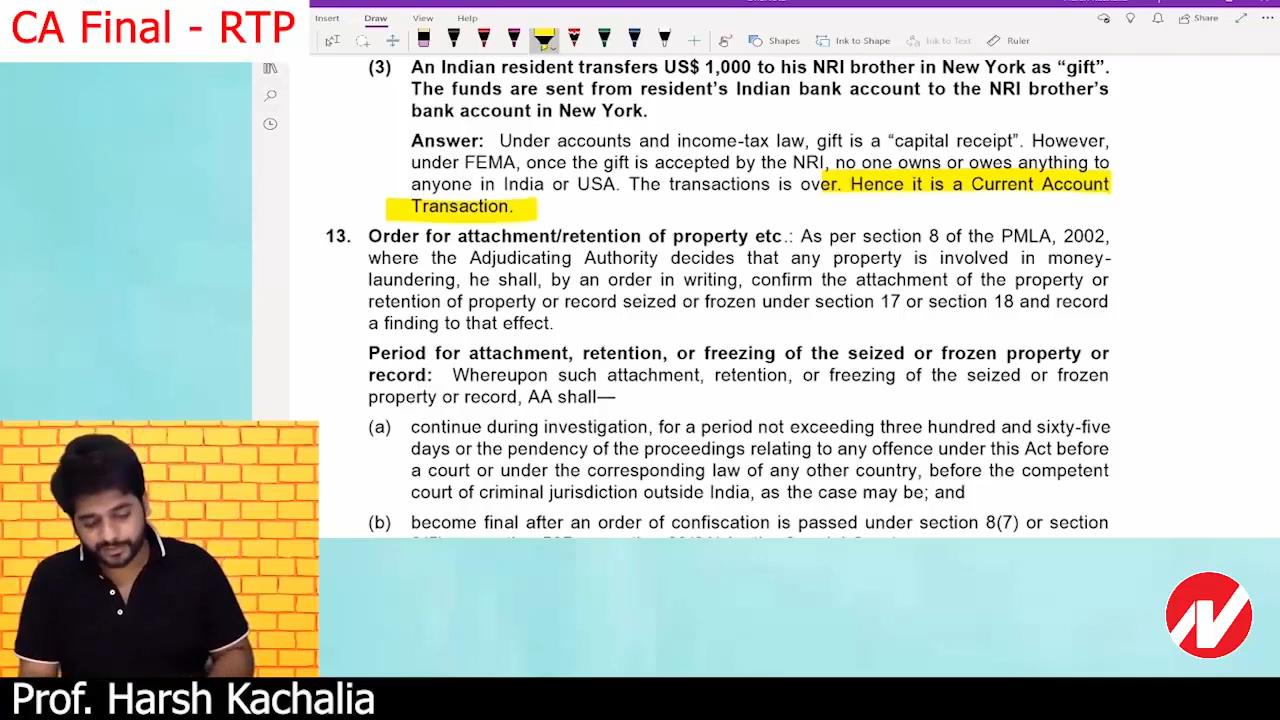 CA Final - RTP
Insert Draw View Help Share
Shapes Ink to Shape Ink to Text Ruler
(3) An Indian resident transfers US$ 1,000 to his NRI brother in New York as “gift”.
The funds are sent from resident’s Indian bank account to the NRI brother’s
bank account in New York.
Answer: Under accounts and income-tax law, gift is a “capital receipt”. However,
under FEMA, once the gift is accepted by the NRI, no one owns or owes anything to
anyone in India or USA. The transactions is over. Hence it is a Current Account
Transaction.
13. Order for attachment/retention of property etc.: As per section 8 of the PMLA, 2002,
where the Adjudicating Authority decides that any property is involved in money-
laundering, he shall, by an order in writing, confirm the attachment of the property or
retention of property or record seized or frozen under section 17 or section 18 and record
a finding to that effect.
Period for attachment, retention, or freezing of the seized or frozen property or
record: Whereupon such attachment, retention, or freezing of the seized or frozen
property or record, AA shall—
(a) continue during investigation, for a period not exceeding three hundred and sixty-five
days or the pendency of the proceedings relating to any offence under this Act before
a court or under the corresponding law of any other country, before the competent
court of criminal jurisdiction outside India, as the case may be; and
(b) become final after an order of confiscation is passed under section 8(7) or section
Prof. Harsh Kachalia